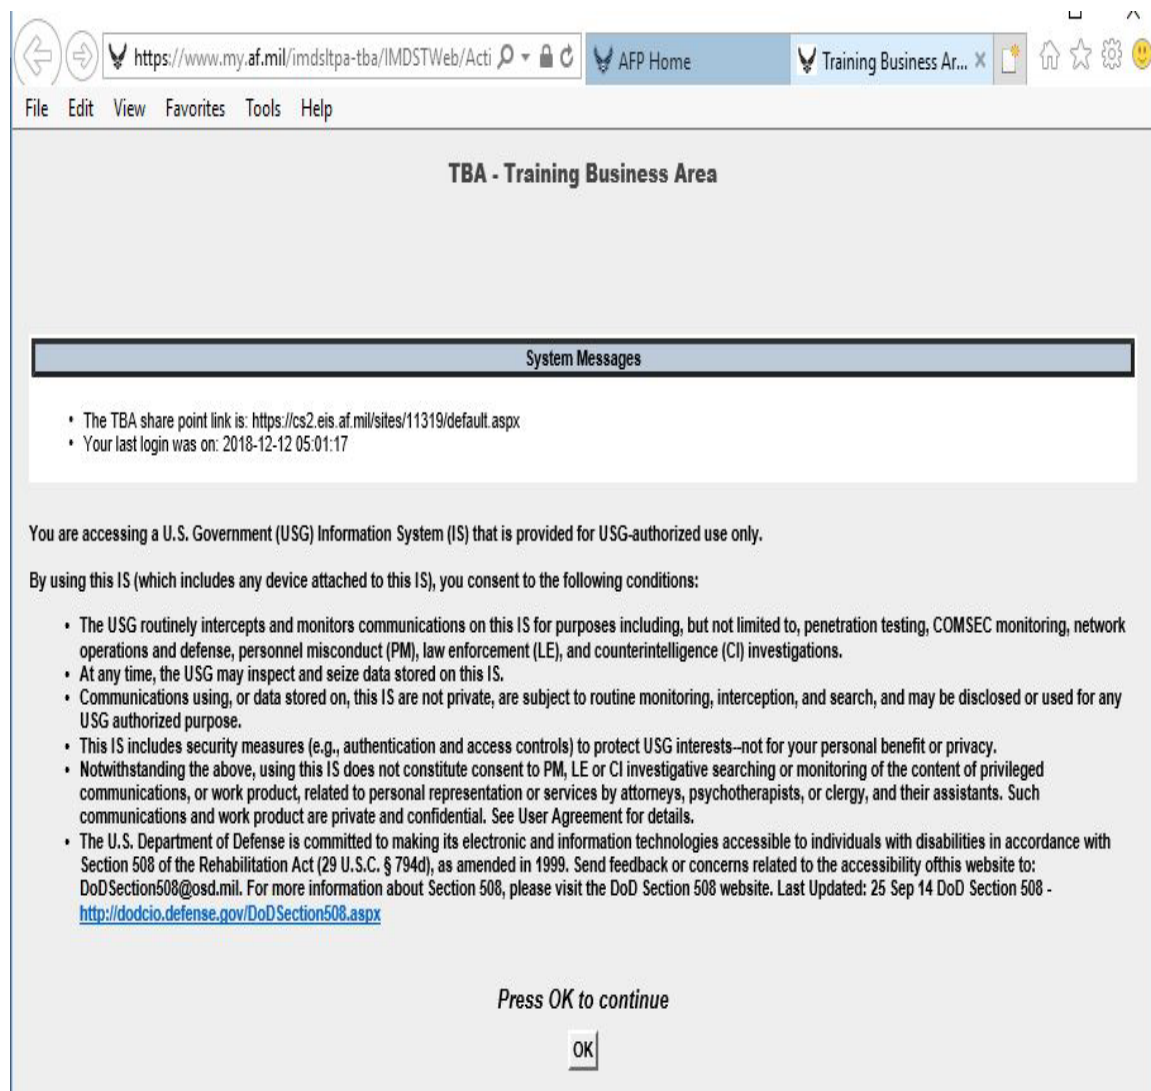 https://www.my.af.mil/imdsltpa-tba/IMDSTWeb/Acti
AFP Home
Training Business Ar...
File Edit View Favorites Tools Help
TBA - Training Business Area
System Messages
• The TBA share point link is: https://cs2.eis.af.mil/sites/11319/default.aspx
• Your last login was on: 2018-12-12 05:01:17
You are accessing a U.S. Government (USG) Information System (IS) that is provided for USG-authorized use only.
By using this IS (which includes any device attached to this IS), you consent to the following conditions:
• The USG routinely intercepts and monitors communications on this IS for purposes including, but not limited to, penetration testing, COMSEC monitoring, network
operations and defense, personnel misconduct (PM), law enforcement (LE), and counterintelligence (CI) investigations.
• At any time, the USG may inspect and seize data stored on this IS.
• Communications using, or data stored on, this IS are not private, are subject to routine monitoring, interception, and search, and may be disclosed or used for any
USG authorized purpose.
• This IS includes security measures (e.g., authentication and access controls) to protect USG interests--not for your personal benefit or privacy.
• Notwithstanding the above, using this IS does not constitute consent to PM, LE or CI investigative searching or monitoring of the content of privileged
communications, or work product, related to personal representation or services by attorneys, psychotherapists, or clergy, and their assistants. Such
communications and work product are private and confidential. See User Agreement for details.
• The U.S. Department of Defense is committed to making its electronic and information technologies accessible to individuals with disabilities in accordance with
Section 508 of the Rehabilitation Act (29 U.S.C. § 794d), as amended in 1999. Send feedback or concerns related to the accessibility ofthis website to:
DoDSection508@osd.mil. For more information about Section 508, please visit the DoD Section 508 website. Last Updated: 25 Sep 14 DoD Section 508 -
http://dodcio.defense.gov/DoDSection508.aspx
Press OK to continue
OK